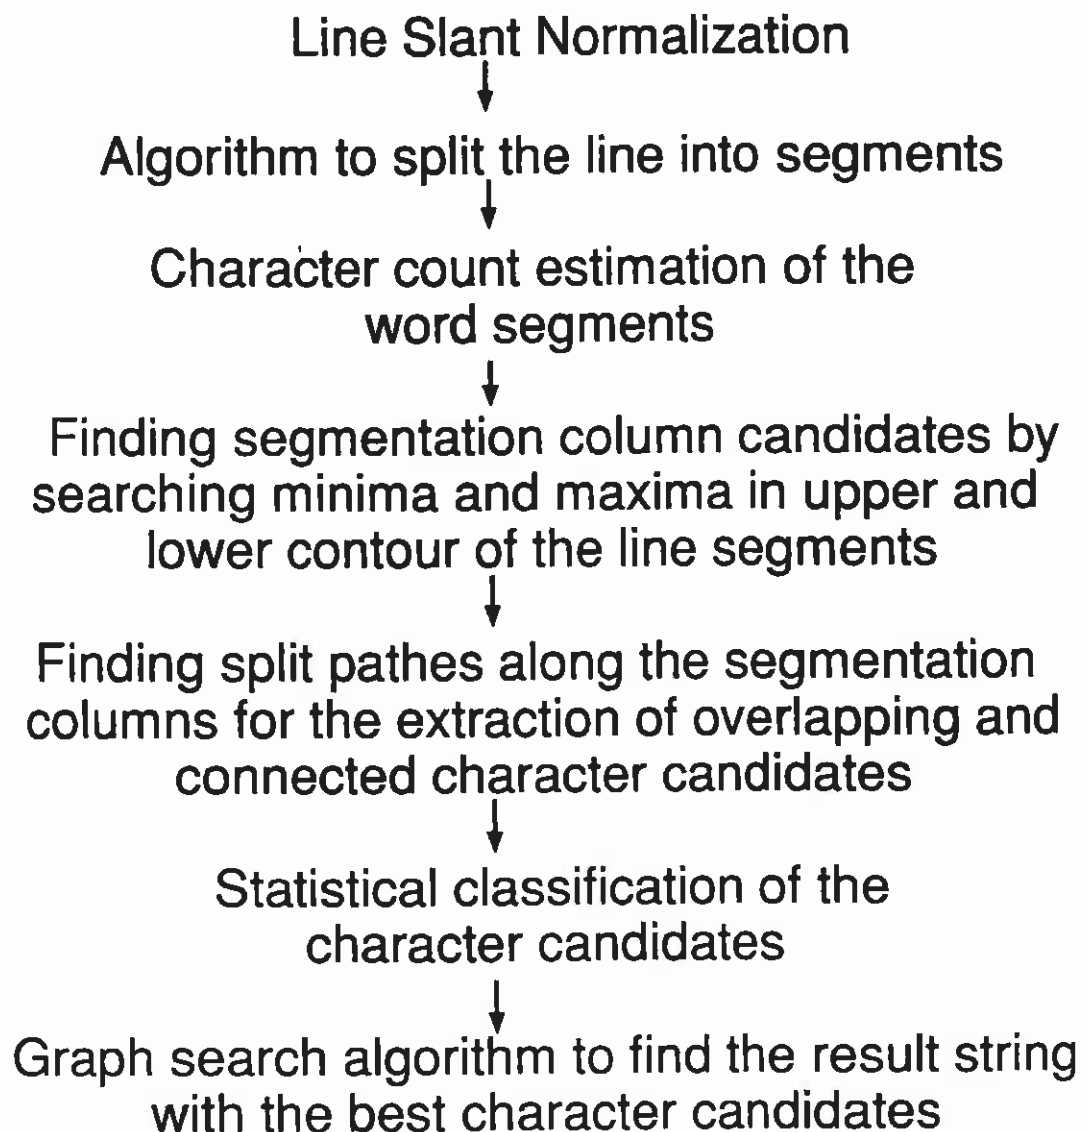 Line Slant Normalization
Algorithm to split the line into segments
Character count estimation of the
word segments
Finding segmentation column candidates by
searching minima and maxima in upper and
lower contour of the line segments
Finding split pathes along the segmentation
columns for the extraction of overlapping and
connected character candidates
Statistical classification of the
character candidates
Graph search algorithm to find the result string
with the best character candidates